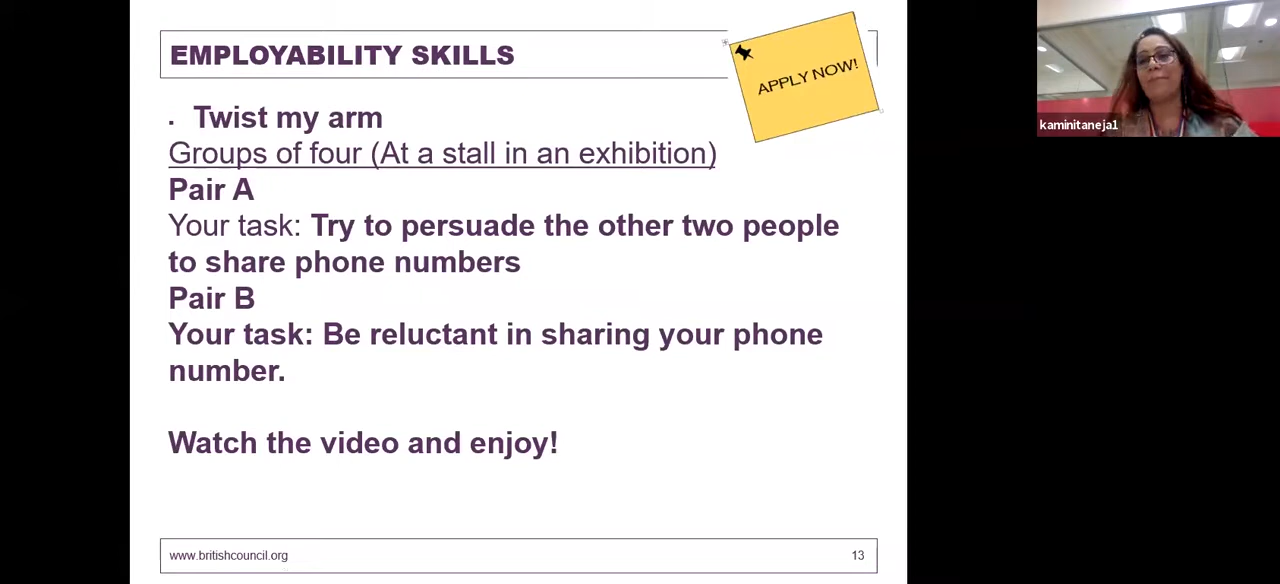 EMPLOYABILITY SKILLS
APPLY NOW!
kaminitaneja1
▪ Twist my arm
Groups of four (At a stall in an exhibition)
Pair A
Your task: Try to persuade the other two people
to share phone numbers
Pair B
Your task: Be reluctant in sharing your phone
number.
Watch the video and enjoy!
www.britishcouncil.org
13